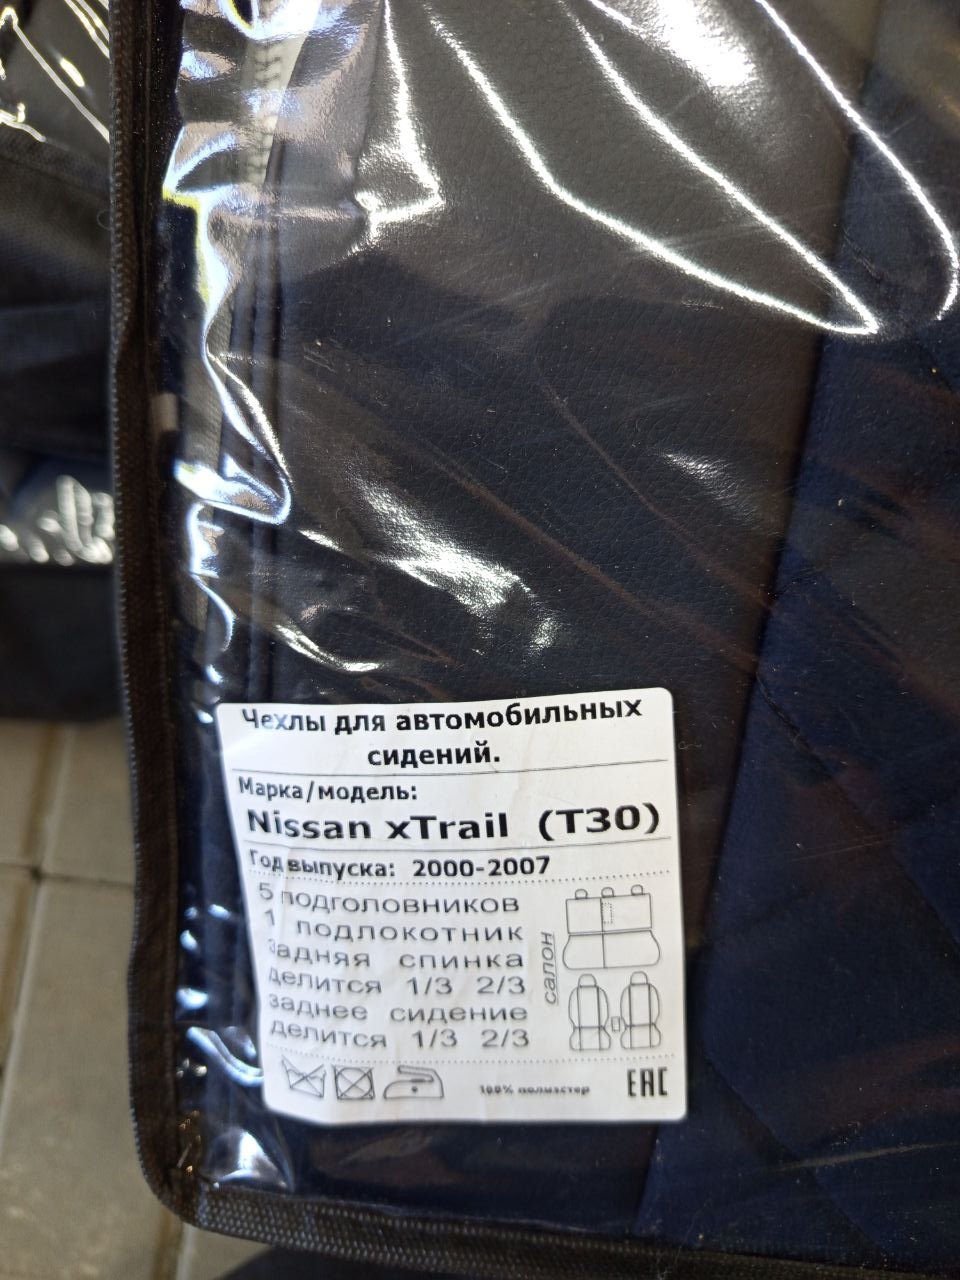 Чехлы для автомобильных
сидений.
Марка/модель:
Nissan xTrail (T30)
Год выпуска: 2000-2007
5 подголовников
1 подлокотник
задняя спинка
делится 1/3 2/3
заднее сидение
делится 1/3 2/3
салон
100% полиэстер
EAC